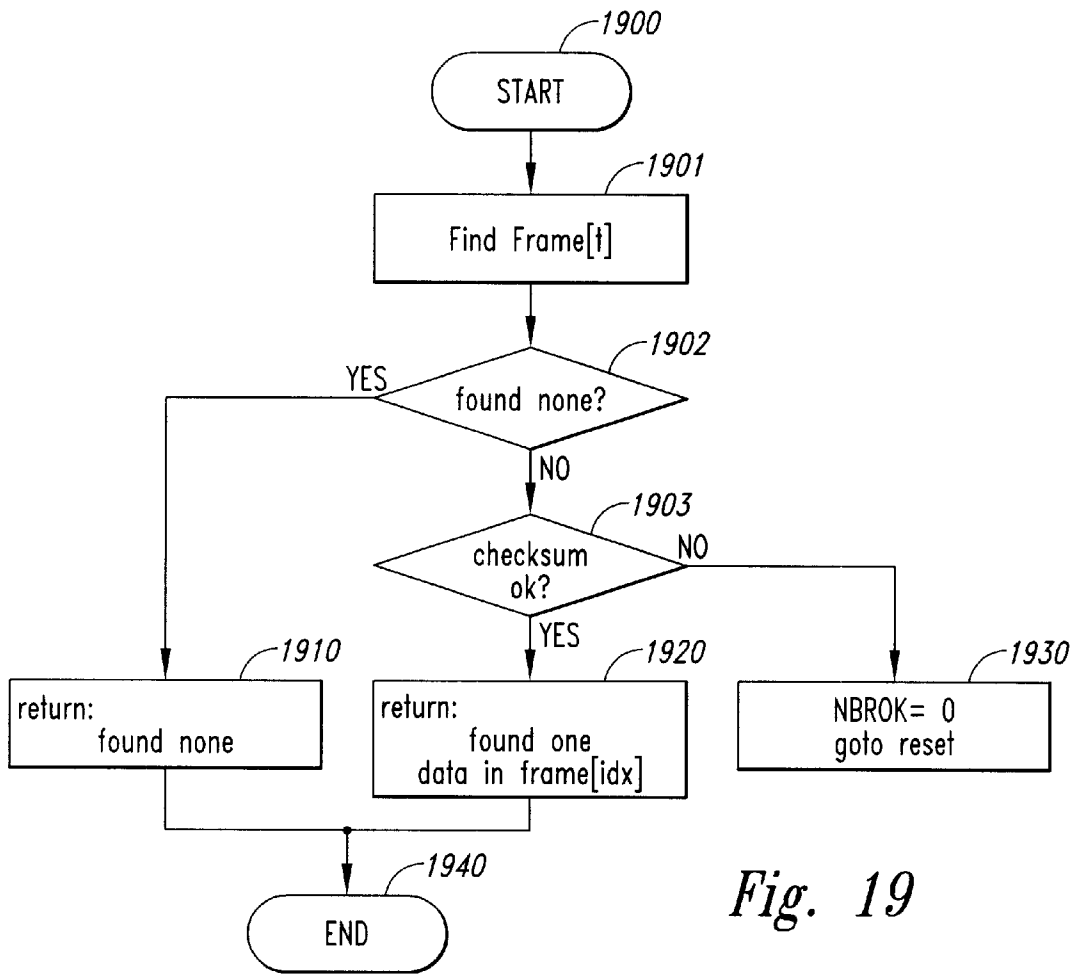 1900
START
1901
Find Frame[t]
1902
YES
found none?
NO
1903
checksum
ok?
NO
YES
1910
return:
found none
1920
return:
found one
data in frame[idx]
1930
NBROK= 0
goto reset
1940
END
Fig. 19